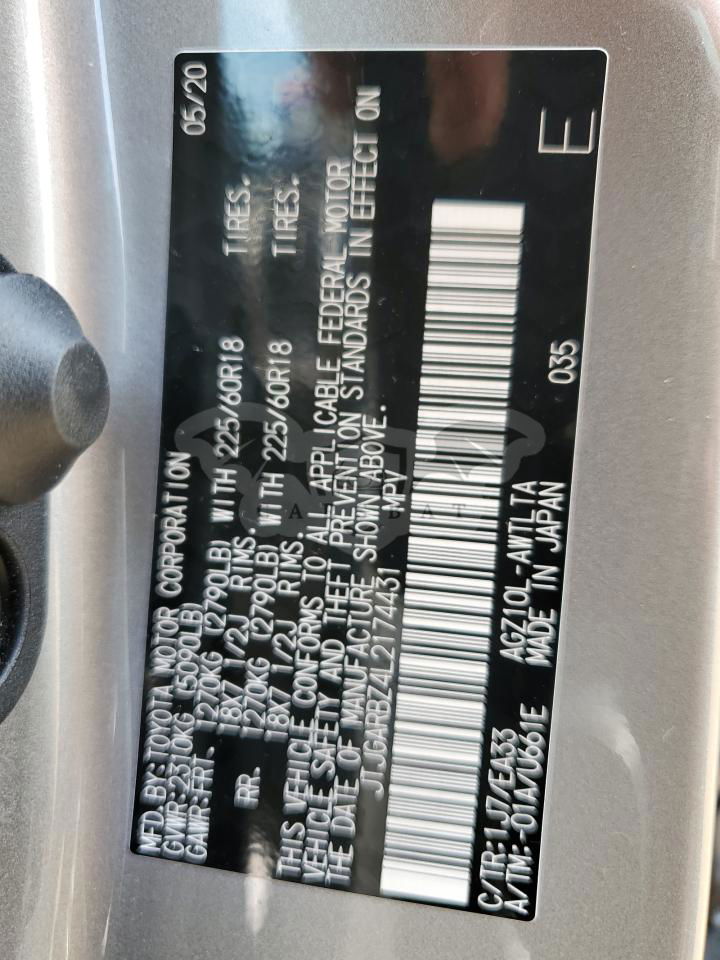 MFD.BY:TOYOTA MOTOR CORPORATION 05/20
GVWR:2310KG (5090LB)
GAWR:FRT. 1270KG (2790LB) WITH 225/60R18 TIRES.
18X7 1/2J RIMS.
RR. 1270KG (2790LB) WITH 225/60R18 TIRES.
18X7 1/2J RIMS.
THIS VEHICLE CONFORMS TO ALL APPLICABLE FEDERAL MOTOR
VEHICLE SAFETY AND THEFT PREVENTION STANDARDS IN EFFECT ON
THE DATE OF MANUFACTURE SHOWN ABOVE.
JTJGARBZ4L2174431 MPV
C/TR:1J7/EA33 AGZ10L-AWTLTA 035 E
A/TM:-01A/U661E MADE IN JAPAN